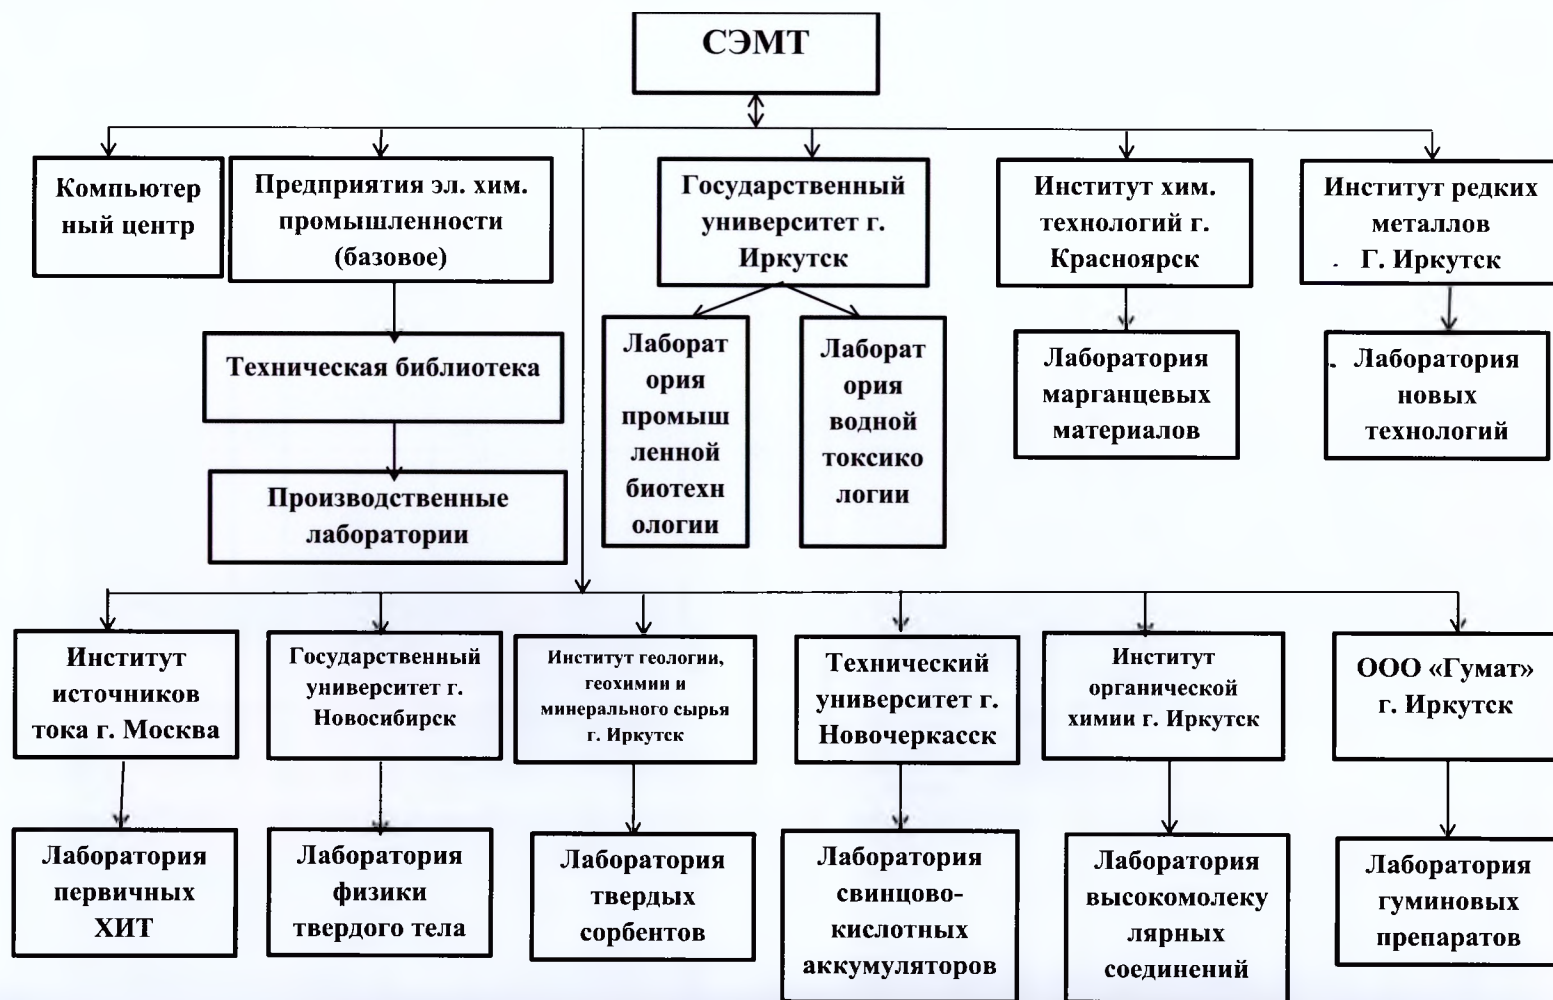 СЭМТ
Компьютер
ный центр
Предприятия эл. хим.
промышленности
(базовое)
Государственный
университет г.
Иркутск
Институт хим.
технологий г.
Красноярск
Институт редких
металлов
Г. Иркутск
Техническая библиотека
Производственные
лаборатории
Лаборат
ория
промыш
ленной
биотехн
ологии
Лаборат
ория
водной
токсико
логии
Лаборатория
марганцевых
материалов
Лаборатория
новых
технологий
Институт
источников
тока г. Москва
Государственный
университет г.
Новосибирск
Институт геологии,
геохимии и
минерального сырья
г. Иркутск
Технический
университет г.
Новочеркасск
Институт
органической
химии г. Иркутск
ООО «Гумат»
г. Иркутск
Лаборатория
первичных
ХИТ
Лаборатория
физики
твердого тела
Лаборатория
твердых
сорбентов
Лаборатория
свинцово-
кислотных
аккумуляторов
Лаборатория
высокомолеку
лярных
соединений
Лаборатория
гуминовых
препаратов